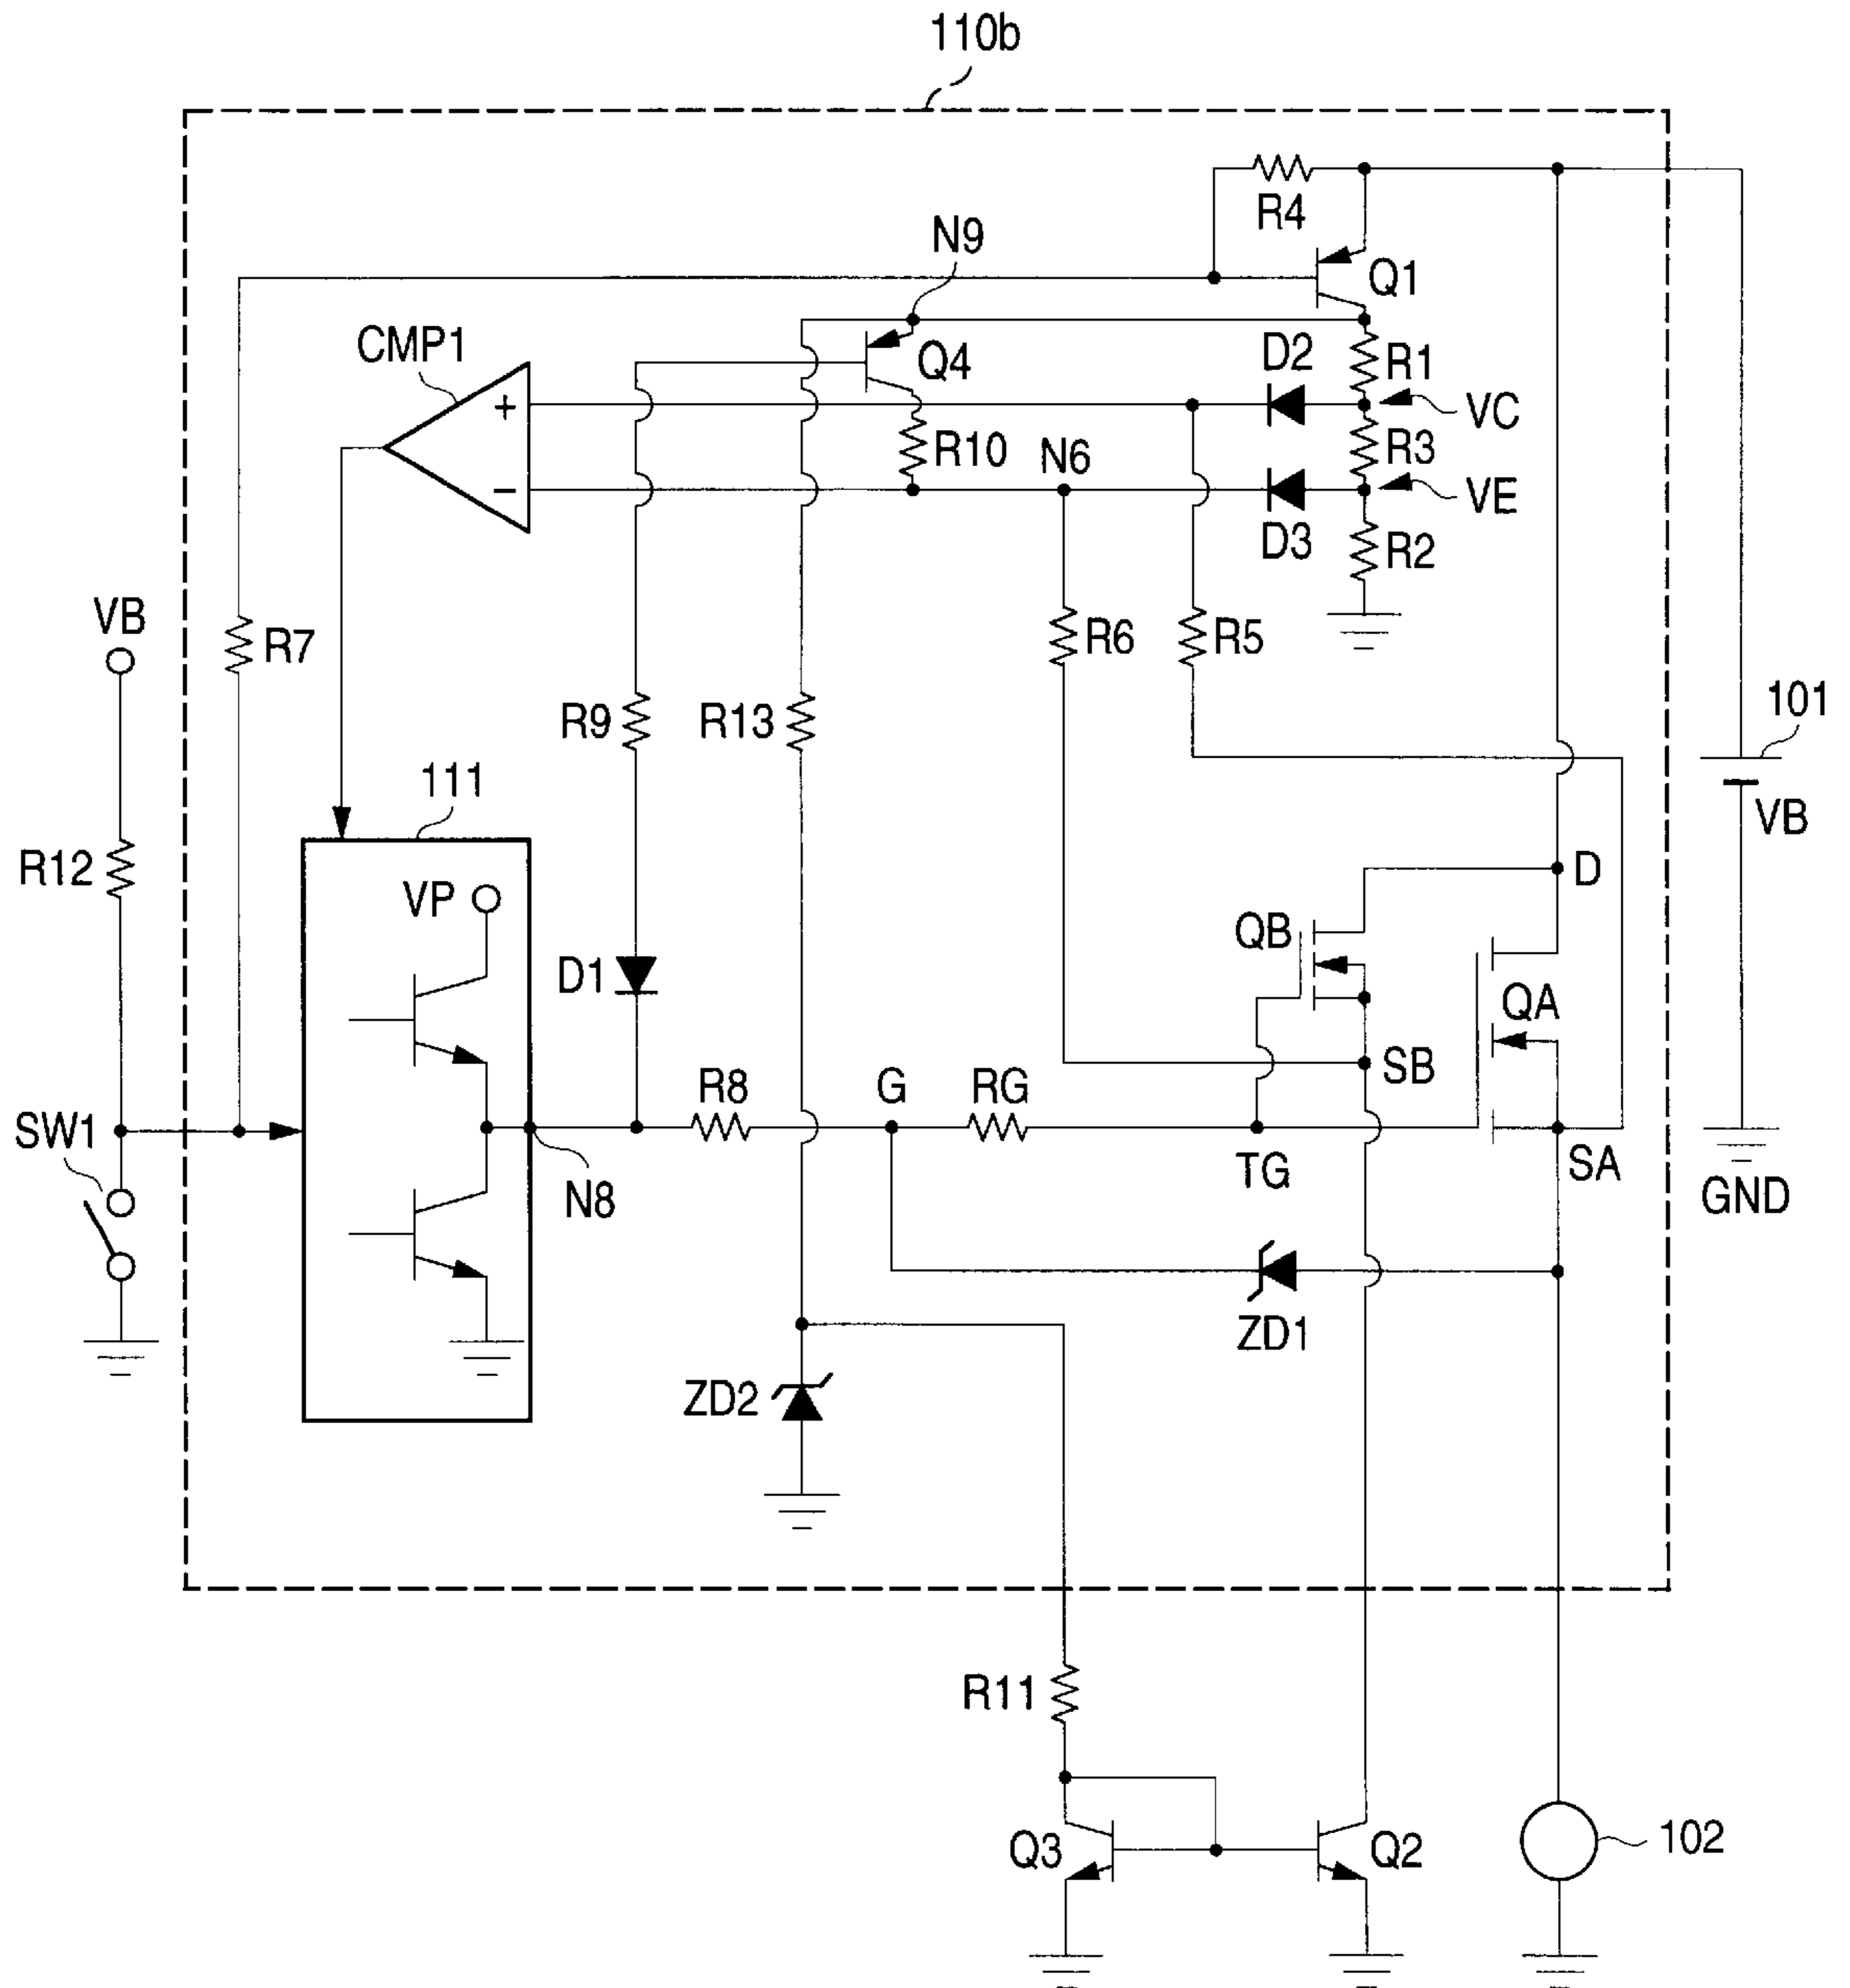 110b
R4
N9
Q1
CMP1
Q4
D2
R1
+
VC
R10
N6
R3
−
VE
D3
R2
VB
R7
R6
R5
R9
R13
101
111
VB
R12
VP
D
QB
D1
QA
SB
R8
G
RG
SW1
N8
TG
SA
GND
ZD1
ZD2
R11
Q3
Q2
102